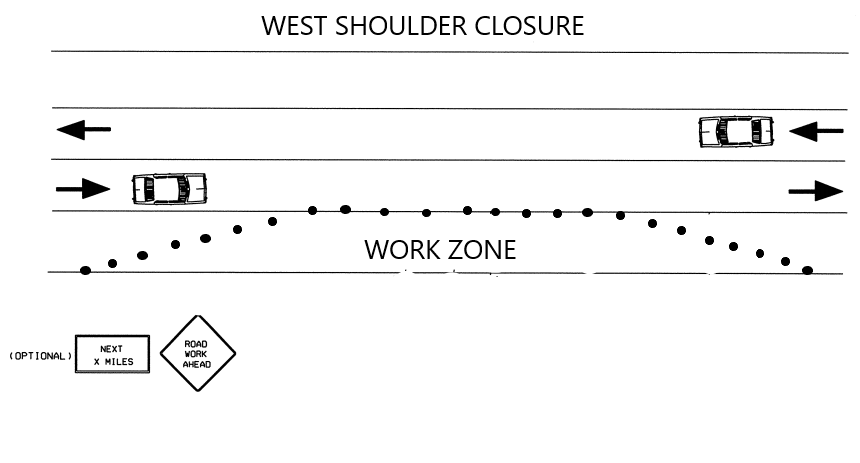 WEST SHOULDER CLOSURE
WORK ZONE
(OPTIONAL)
NEXT
X MILES
ROAD
WORK
AHEAD